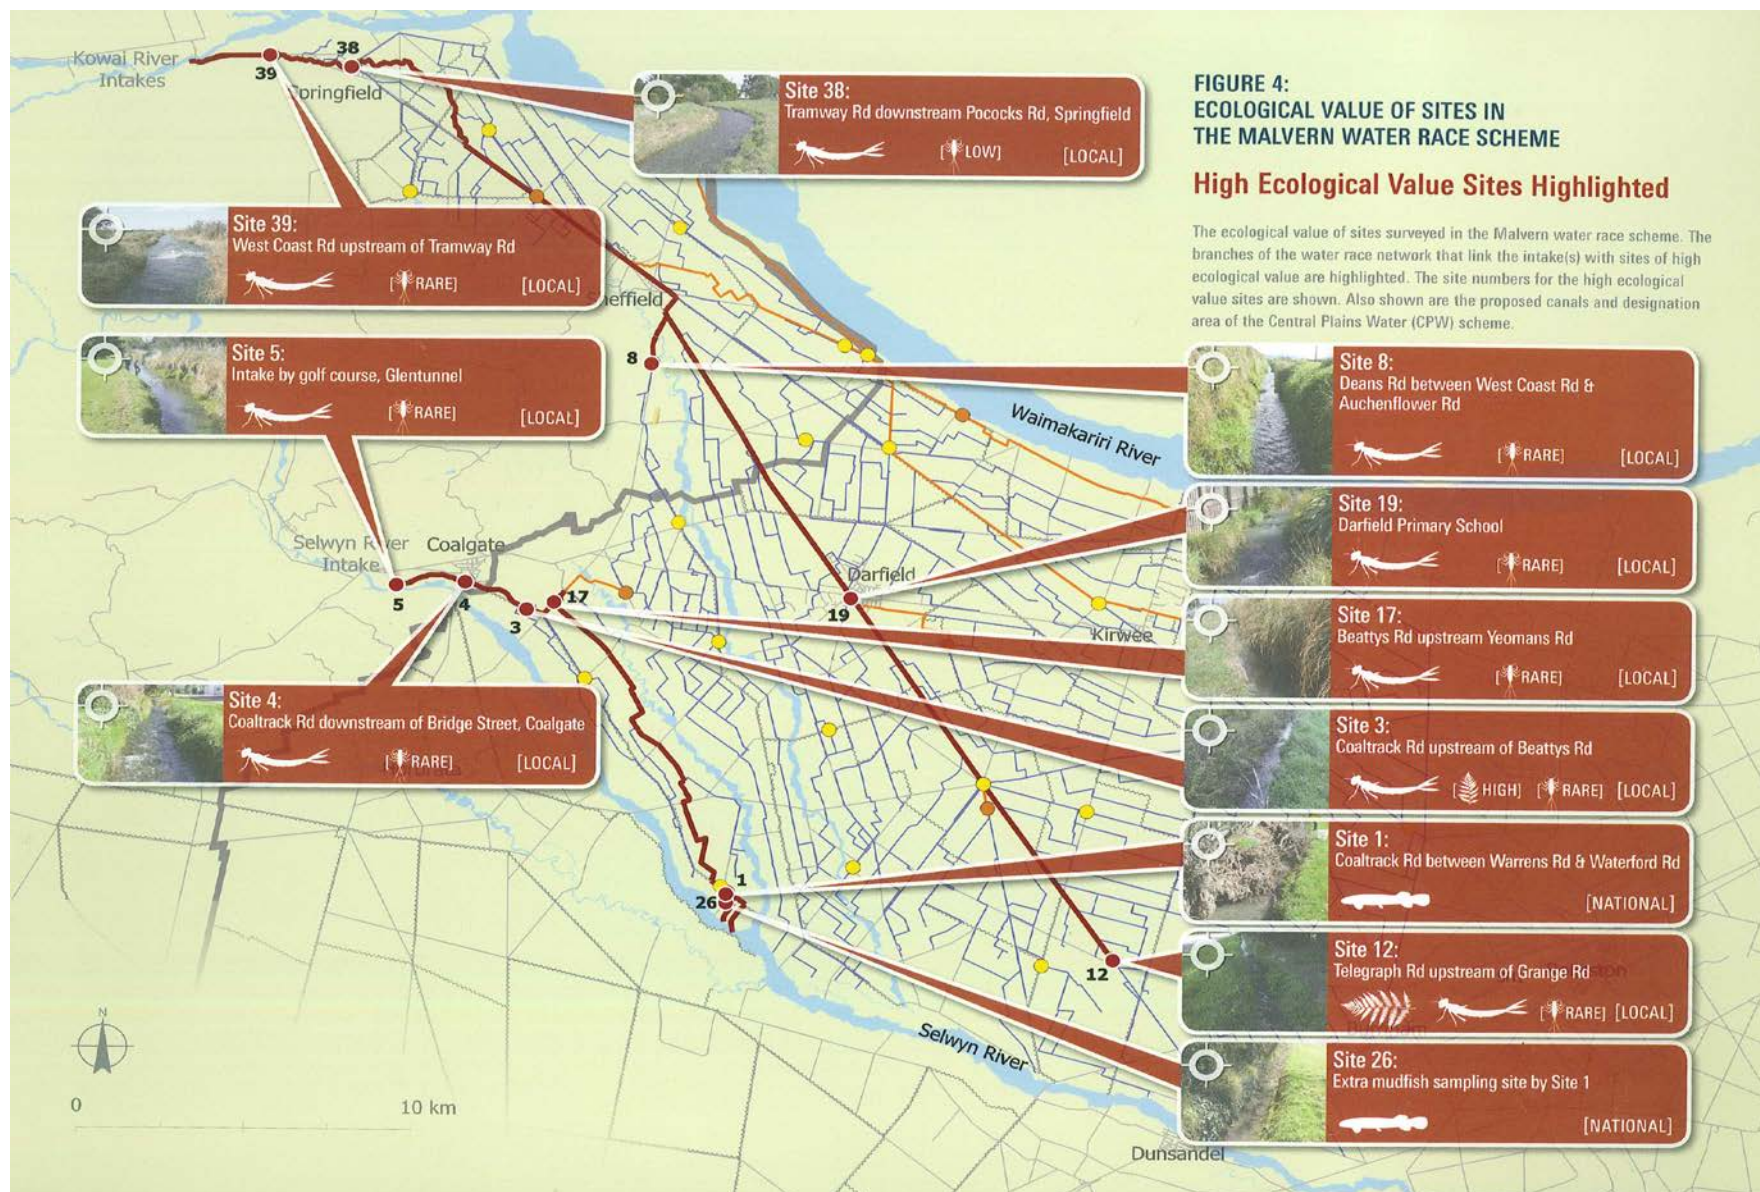 FIGURE 4:
ECOLOGICAL VALUE OF SITES IN
THE MALVERN WATER RACE SCHEME
High Ecological Value Sites Highlighted
The ecological value of sites surveyed in the Malvern water race scheme. The
branches of the water race network that link the intake(s) with sites of high
ecological value are highlighted. The site numbers for the high ecological
value sites are shown. Also shown are the proposed canals and designation
area of the Central Plains Water (CPW) scheme.
Kowai River
Intakes
39
38
Springfield
Site 38:
Tramway Rd downstream Pococks Rd, Springfield
[LOW] [LOCAL]
Site 39:
West Coast Rd upstream of Tramway Rd
[RARE] [LOCAL]
Sheffield
Site 5:
Intake by golf course, Glentunnel
[RARE] [LOCAL]
8
Waimakariri River
Site 8:
Deans Rd between West Coast Rd &
Auchenflower Rd
[RARE] [LOCAL]
Site 19:
Darfield Primary School
[RARE] [LOCAL]
Selwyn River
Intake
Coalgate
5
4
3
17
Darfield
19
Kirwee
Site 17:
Beattys Rd upstream Yeomans Rd
[RARE] [LOCAL]
Site 4:
Coaltrack Rd downstream of Bridge Street, Coalgate
[RARE] [LOCAL]
Site 3:
Coaltrack Rd upstream of Beattys Rd
[HIGH] [RARE] [LOCAL]
Site 1:
Coaltrack Rd between Warrens Rd & Waterford Rd
[NATIONAL]
1
26
12
Site 12:
Telegraph Rd upstream of Grange Rd
[RARE] [LOCAL]
Site 26:
Extra mudfish sampling site by Site 1
[NATIONAL]
Selwyn River
Dunsandel
N
0 10 km